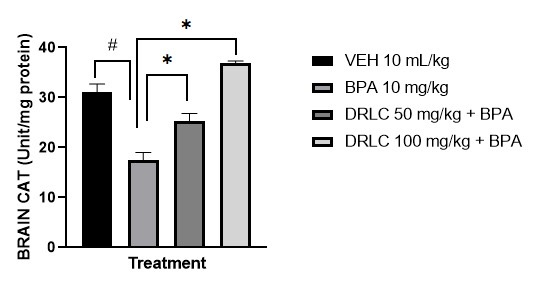 BRAIN CAT (Unit/mg protein)
40
30
20
10
0
#
*
*
Treatment
VEH 10 mL/kg
BPA 10 mg/kg
DRLC 50 mg/kg + BPA
DRLC 100 mg/kg + BPA